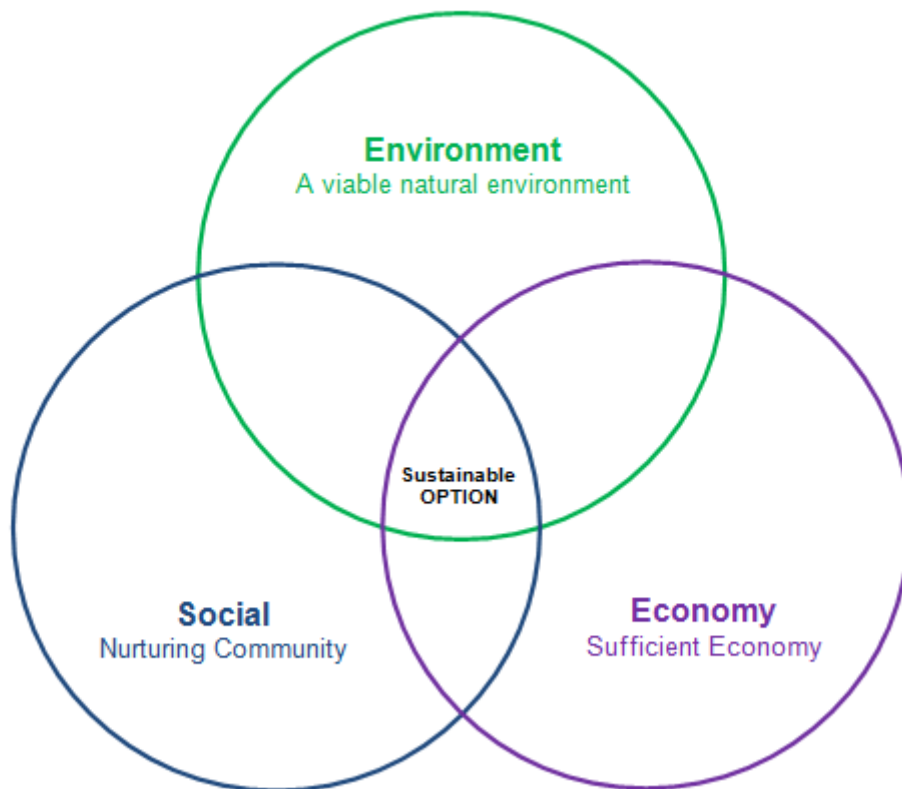 Environment
A viable natural environment
Sustainable
OPTION
Social
Nurturing Community
Economy
Sufficient Economy